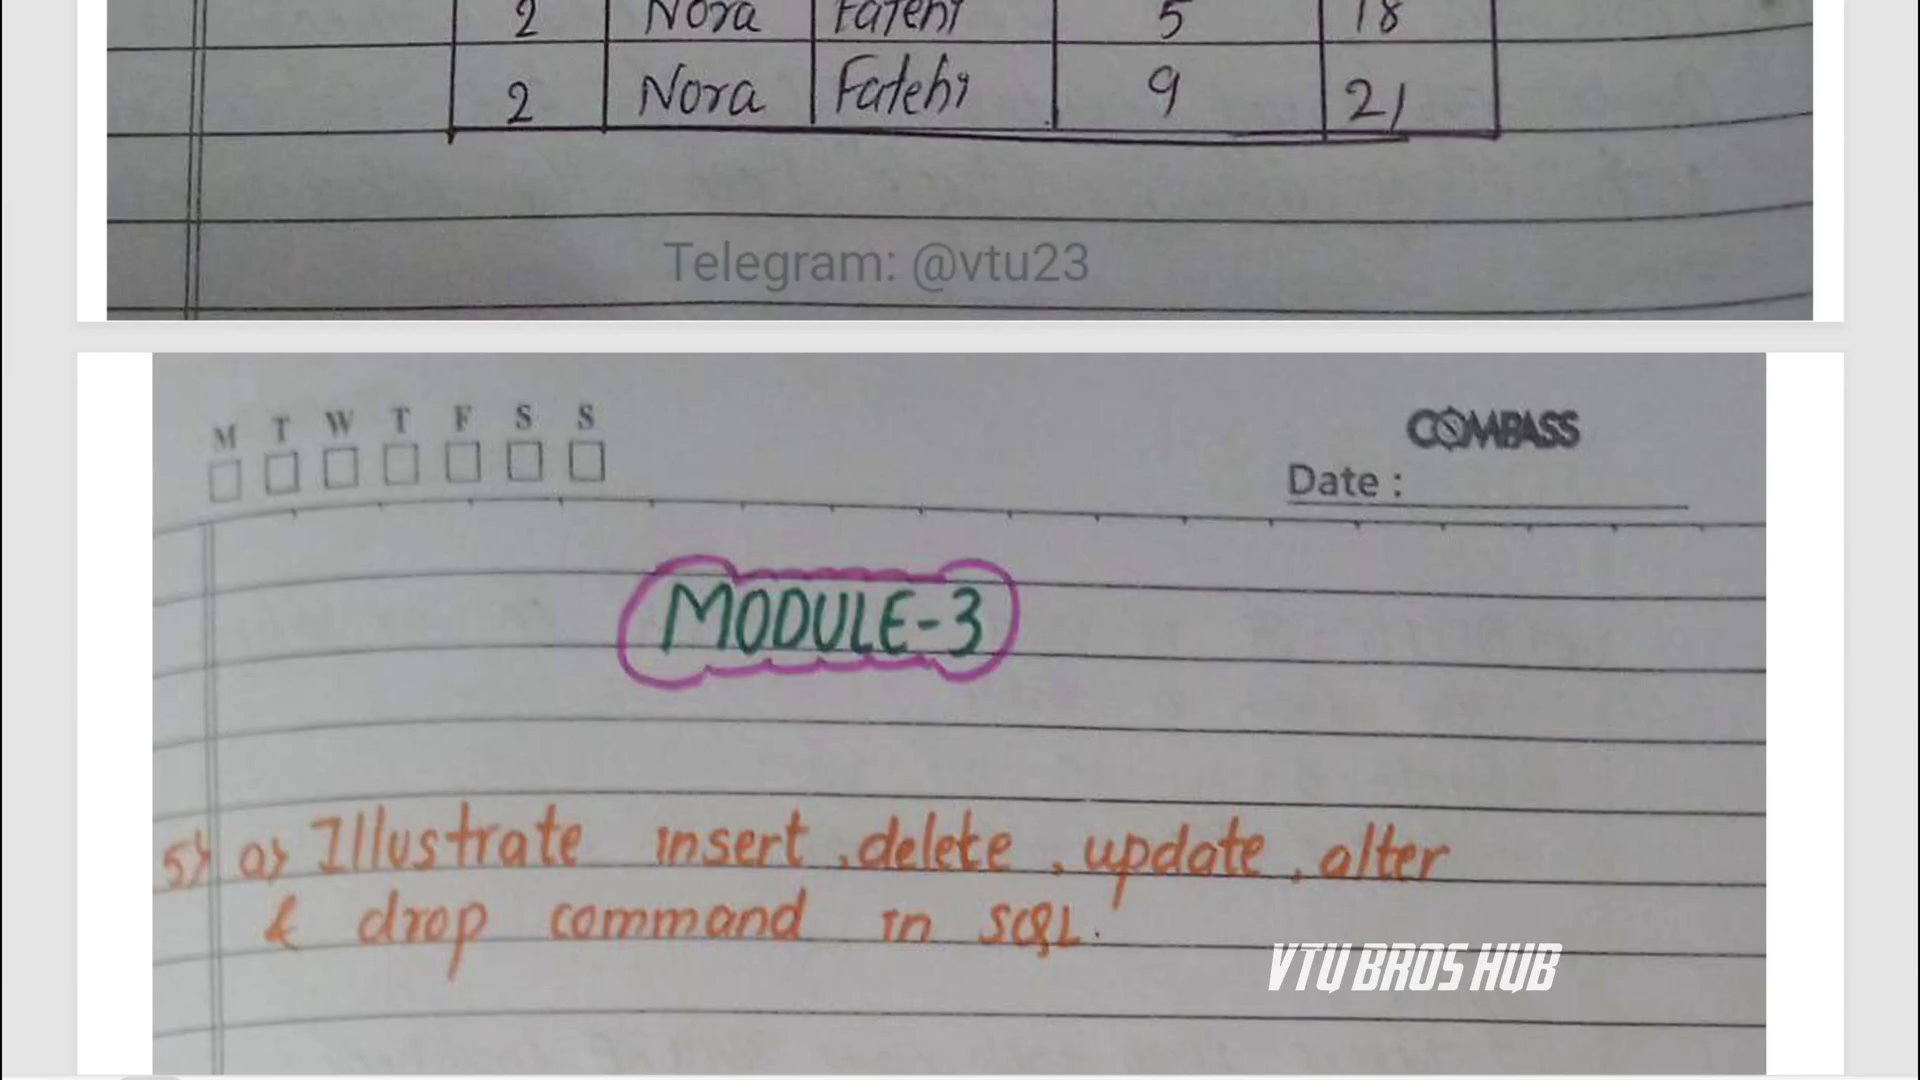 2 Nora Fatehi 5 18
2 Nora Fatehi 9 21
Telegram: @vtu23
M T W T F S S
COMPASS
Date :
MODULE-3
5) a) Illustrate insert, delete, update, alter
& drop command in SQL.
VTU BROS HUB